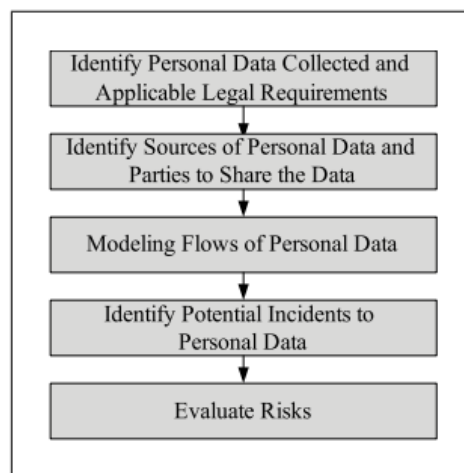 Identify Personal Data Collected and
Applicable Legal Requirements
Identify Sources of Personal Data and
Parties to Share the Data
Modeling Flows of Personal Data
Identify Potential Incidents to
Personal Data
Evaluate Risks